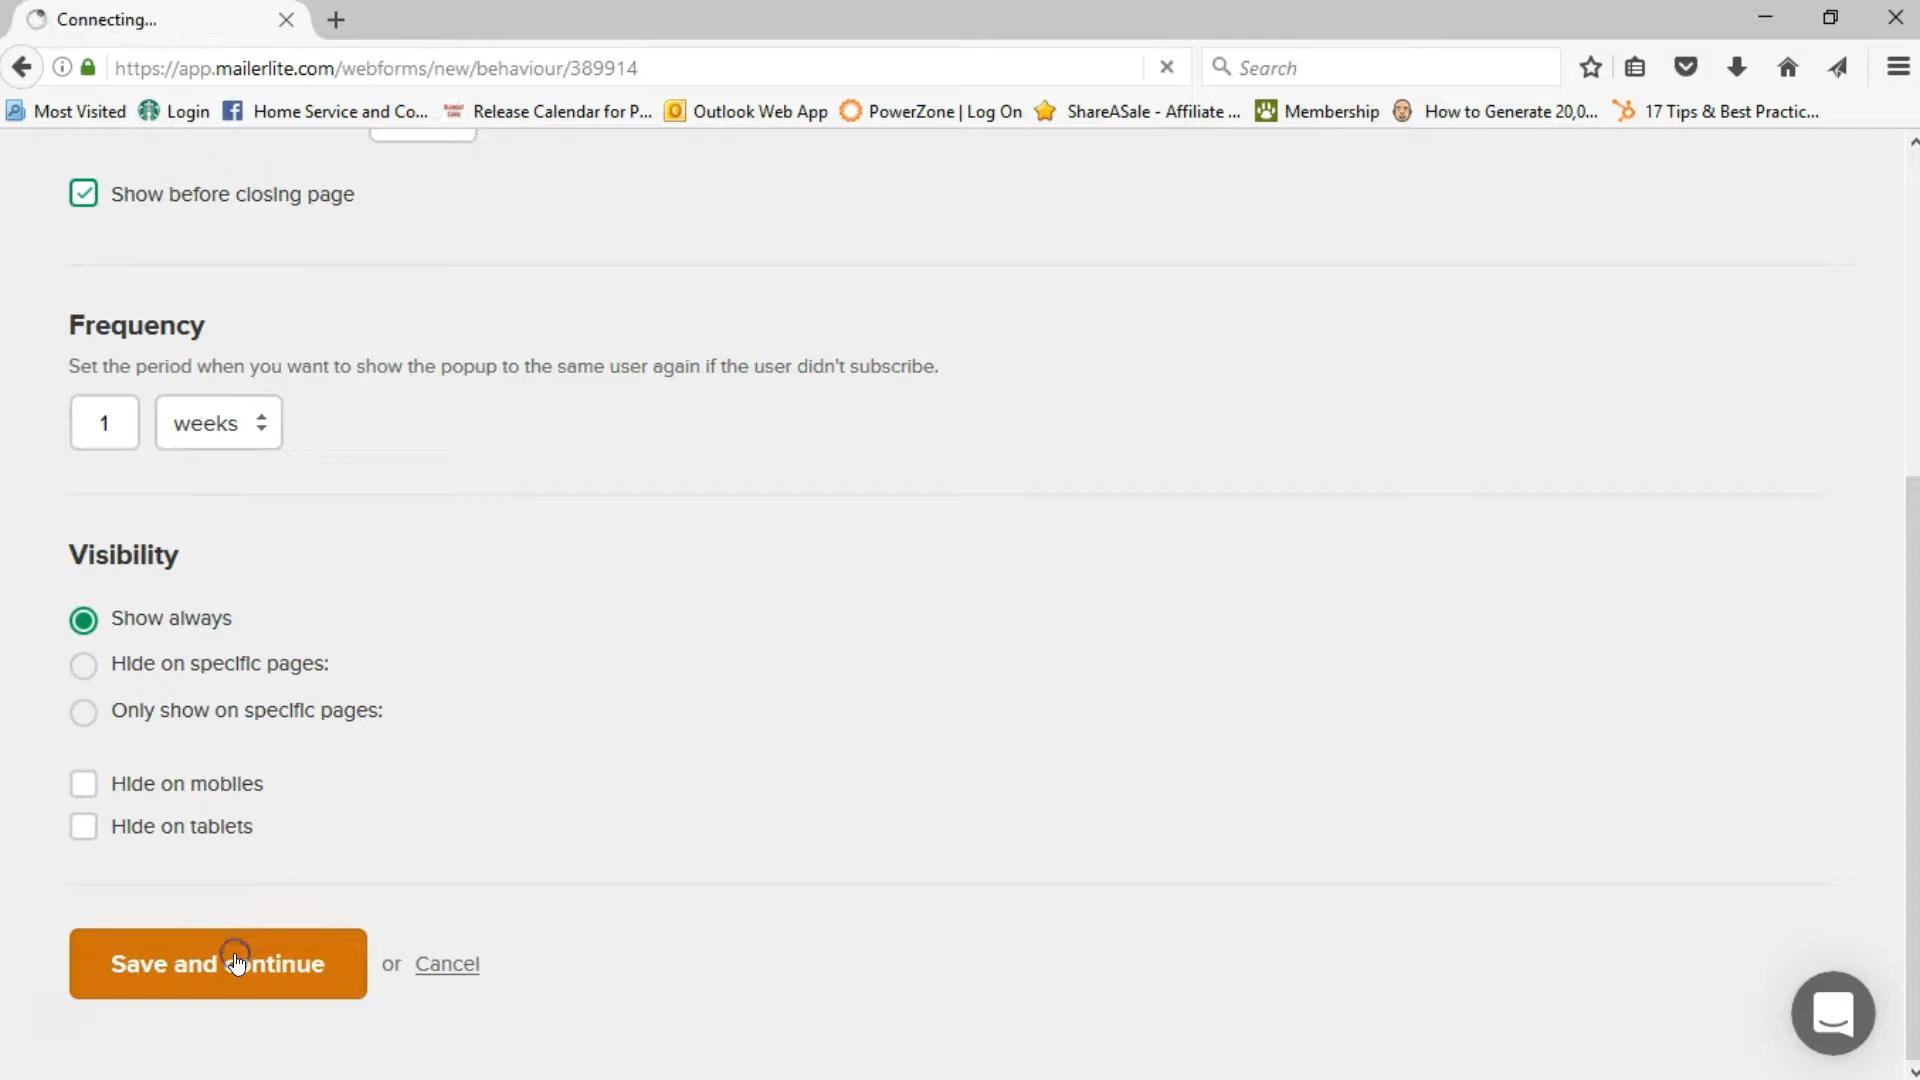 Connecting...
https://app.mailerlite.com/webforms/new/behaviour/389914
Search
Most Visited Login Home Service and Co... Release Calendar for P... Outlook Web App PowerZone | Log On ShareASale - Affiliate ... Membership How to Generate 20,0... 17 Tips & Best Practic...
Show before closing page
Frequency
Set the period when you want to show the popup to the same user again if the user didn't subscribe.
1 weeks
Visibility
Show always
Hide on specific pages:
Only show on specific pages:
Hide on mobiles
Hide on tablets
Save and continue or Cancel